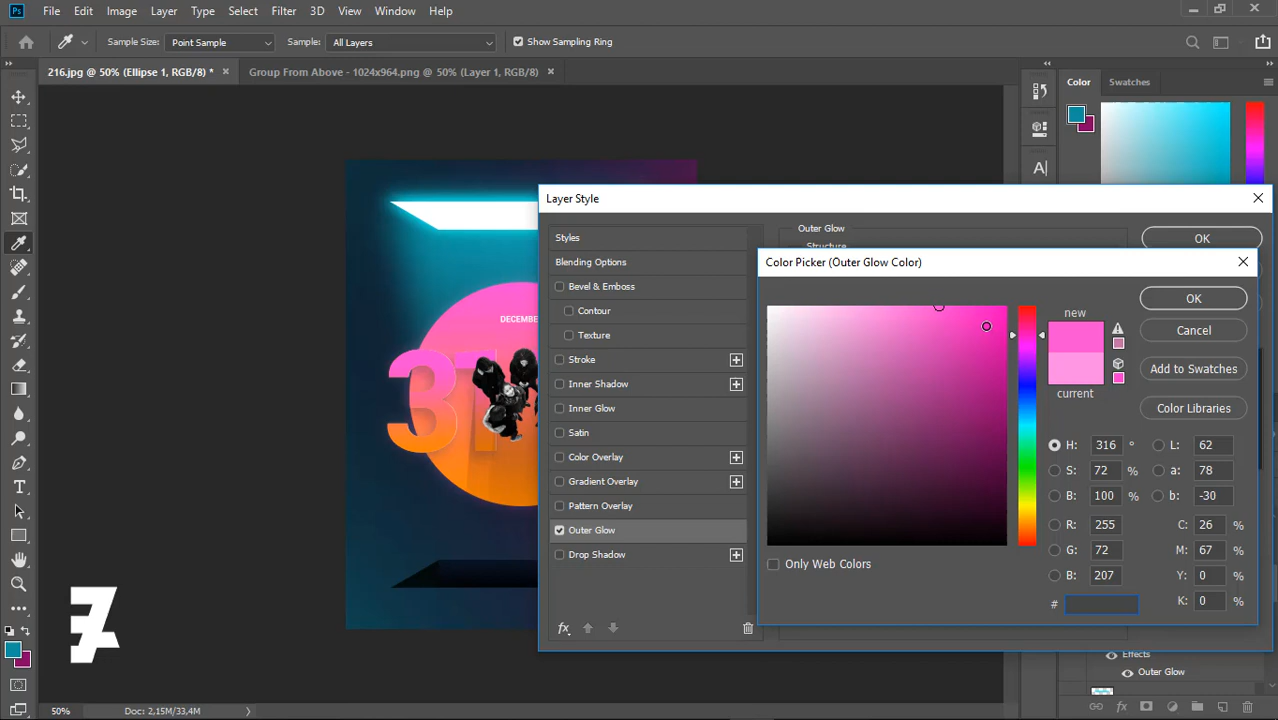 Ps File Edit Image Layer Type Select Filter 3D View Window Help
Sample Size: Point Sample Sample: All Layers Show Sampling Ring
216.jpg @ 50% (Ellipse 1, RGB/8) * Group From Above - 1024x964.png @ 50% (Layer 1, RGB/8)
Color Swatches
Layer Style
Styles
Blending Options
Bevel & Emboss
Contour
Texture
Stroke
Inner Shadow
Inner Glow
Satin
Color Overlay
Gradient Overlay
Pattern Overlay
Outer Glow
Drop Shadow
fx
Outer Glow
Structure
OK
Color Picker (Outer Glow Color)
new
current
OK
Cancel
Add to Swatches
Color Libraries
H: 316 ° L: 62
S: 72 % a: 78
B: 100 % b: -30
R: 255 C: 26 %
G: 72 M: 67 %
B: 207 Y: 0 %
# K: 0 %
Only Web Colors
DECEMBE
31
Effects
Outer Glow
fx
50% Doc: 2,15M/33,4M